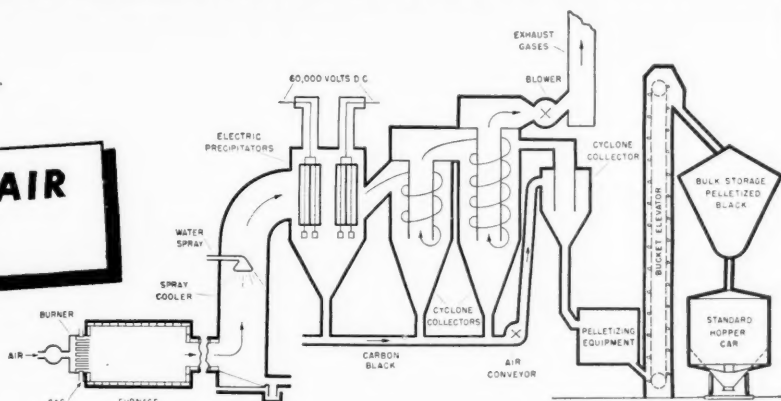 AIR
60,000 VOLTS D.C.
ELECTRIC
PRECIPITATORS
WATER
SPRAY
SPRAY
COOLER
BURNER
AIR
EXHAUST
GASES
BLOWER
CYCLONE
COLLECTOR
CYCLONE
COLLECTORS
CARBON
BLACK
AIR
CONVEYOR
PELLETIZING
EQUIPMENT
BUCKET ELEVATOR
BULK STORAGE
PELLETIZED
BLACK
STANDARD
HOPPER
CAR